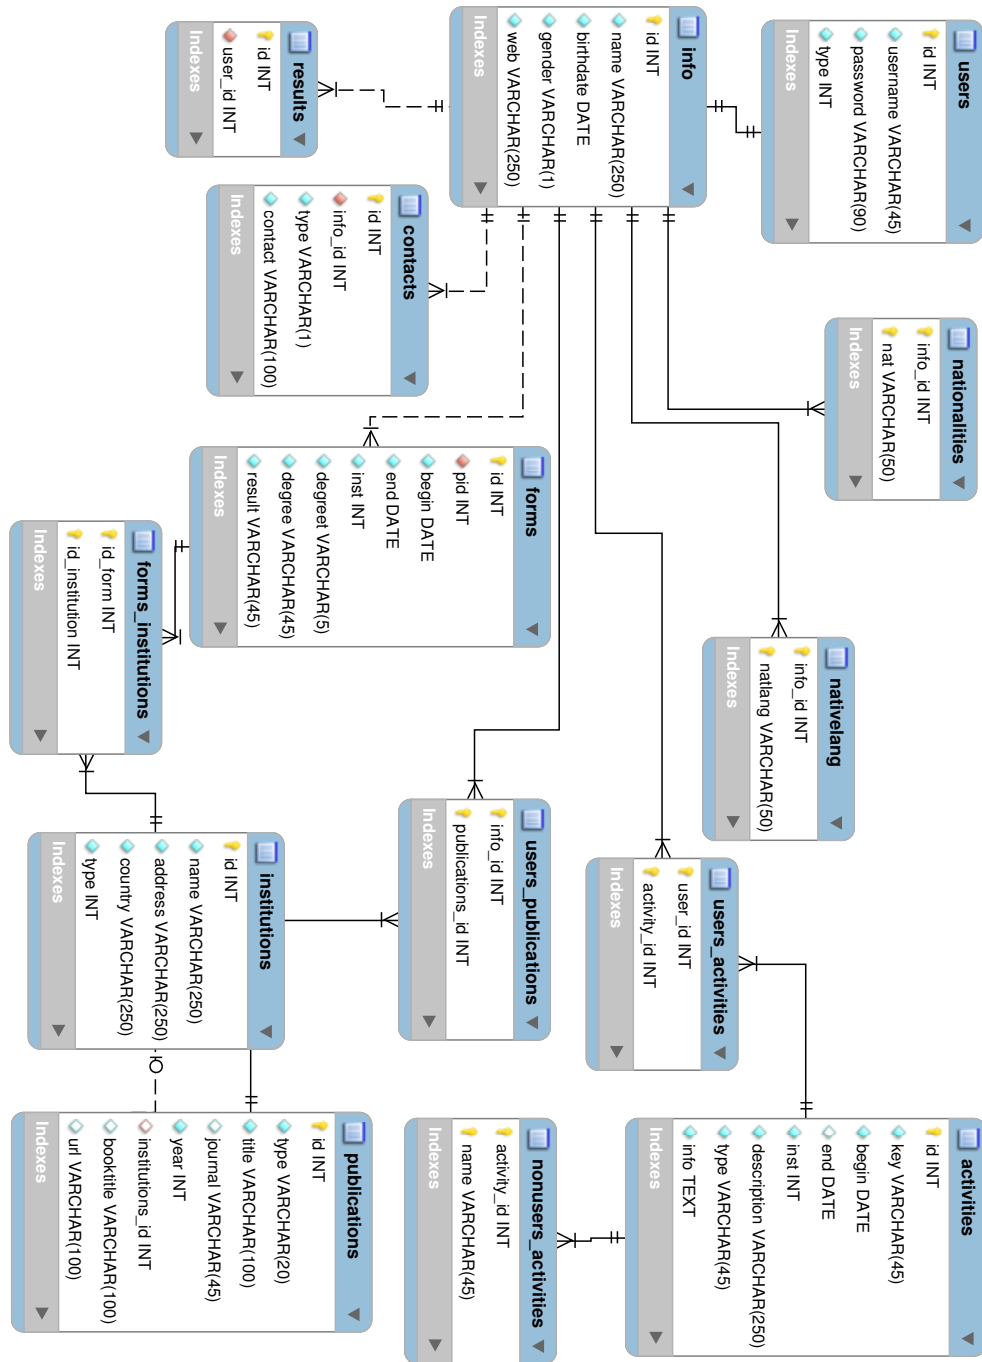 users
id INT
username VARCHAR(45)
password VARCHAR(90)
type INT
Indexes
info
id INT
name VARCHAR(250)
birthdate DATE
gender VARCHAR(1)
web VARCHAR(250)
Indexes
results
id INT
user_id INT
Indexes
contacts
id INT
info_id INT
type VARCHAR(1)
contact VARCHAR(100)
Indexes
nationalities
info_id INT
nat VARCHAR(50)
Indexes
forms
id INT
pid INT
begin DATE
end DATE
inst INT
degreet VARCHAR(5)
degree VARCHAR(45)
result VARCHAR(45)
Indexes
forms_institutions
id_form INT
id_institution INT
Indexes
nativelang
info_id INT
natlang VARCHAR(50)
Indexes
users_publications
info_id INT
publications_id INT
Indexes
users_activities
user_id INT
activity_id INT
Indexes
institutions
id INT
name VARCHAR(250)
address VARCHAR(250)
country VARCHAR(250)
type INT
Indexes
activities
id INT
key VARCHAR(45)
begin DATE
end DATE
inst INT
description VARCHAR(250)
type VARCHAR(45)
info TEXT
Indexes
nonusers_activities
activity_id INT
name VARCHAR(45)
Indexes
publications
id INT
type VARCHAR(20)
title VARCHAR(100)
journal VARCHAR(45)
year INT
institutions_id INT
booktitle VARCHAR(100)
url VARCHAR(100)
Indexes